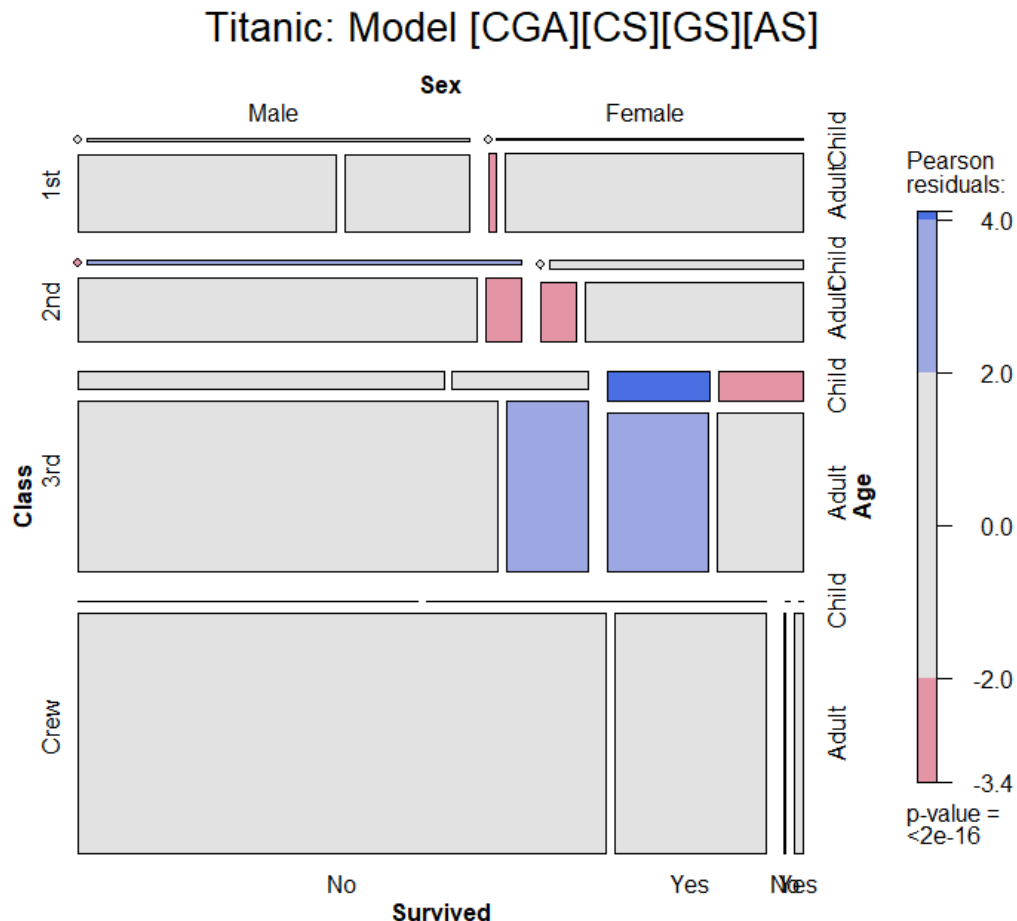 Titanic: Model [CGA][CS][GS][AS]
Sex
Male Female
1st
2nd
3rd
Crew
Class
Child
Adult
Child
Adult
Child
Adult
Child
Adult
Age
No Yes No Yes
Survived
Pearson
residuals:
4.0
2.0
0.0
-2.0
-3.4
p-value =
<2e-16